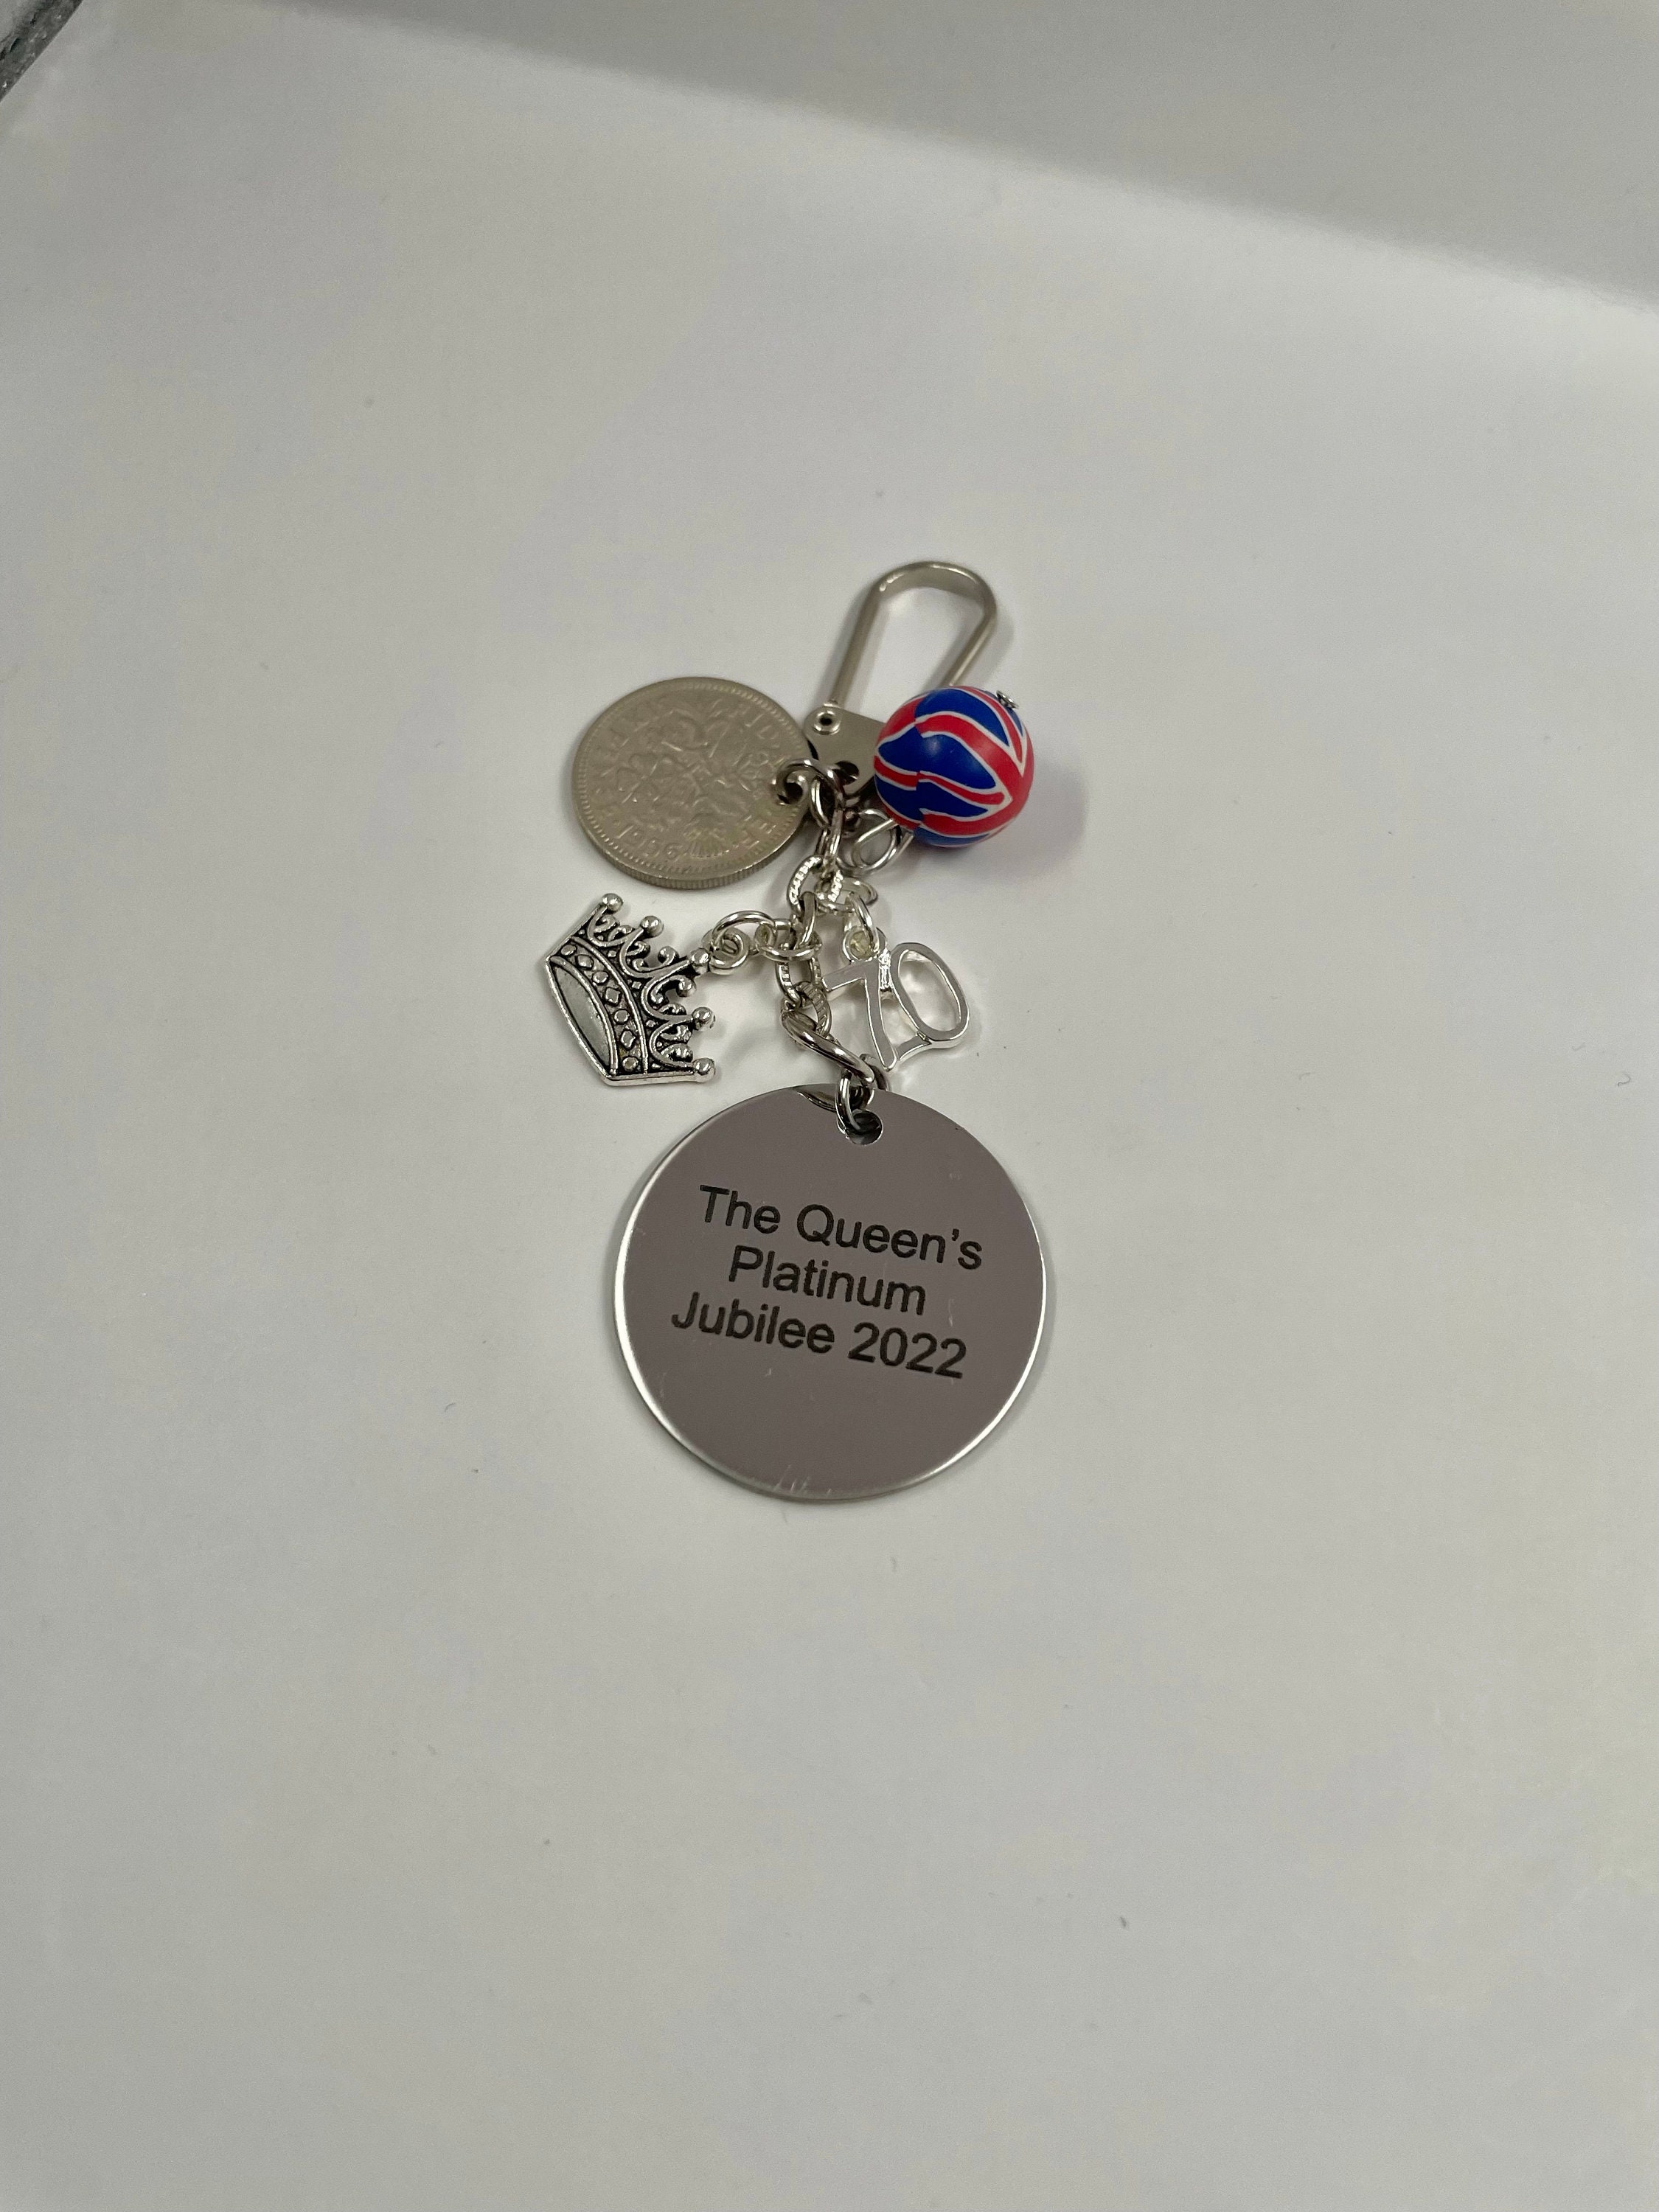 70
The Queen's
Platinum
Jubilee 2022